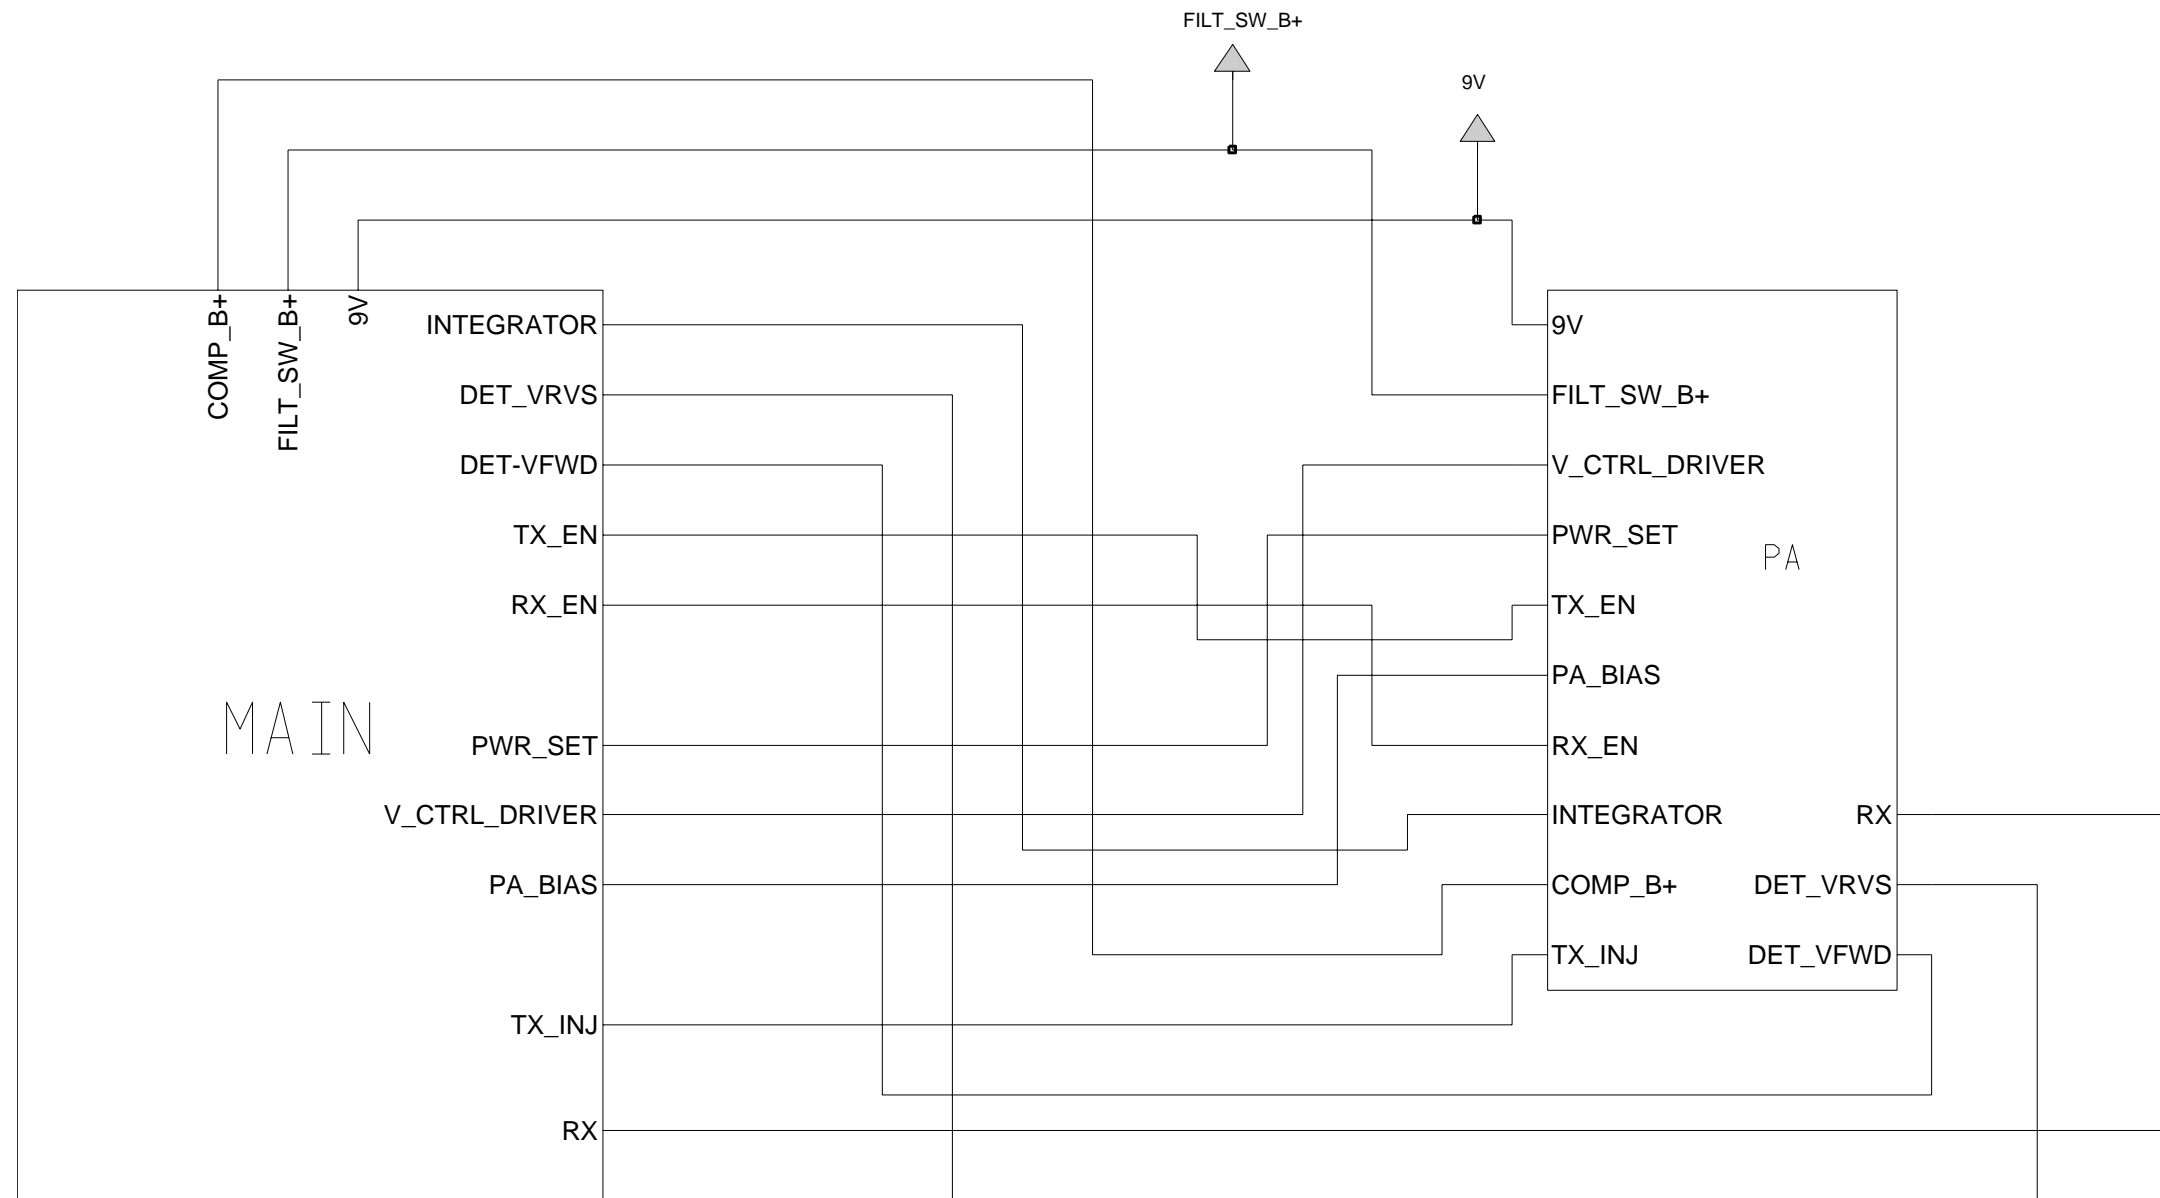 FILT_SW_B+
9V
COMP_B+
FILT_SW_B+
9V
INTEGRATOR
DET_VRVS
DET-VFWD
TX_EN
RX_EN
MAIN
PWR_SET
V_CTRL_DRIVER
PA_BIAS
TX_INJ
RX
9V
FILT_SW_B+
V_CTRL_DRIVER
PWR_SET
PA
TX_EN
PA_BIAS
RX_EN
INTEGRATOR
RX
COMP_B+
DET_VRVS
TX_INJ
DET_VFWD